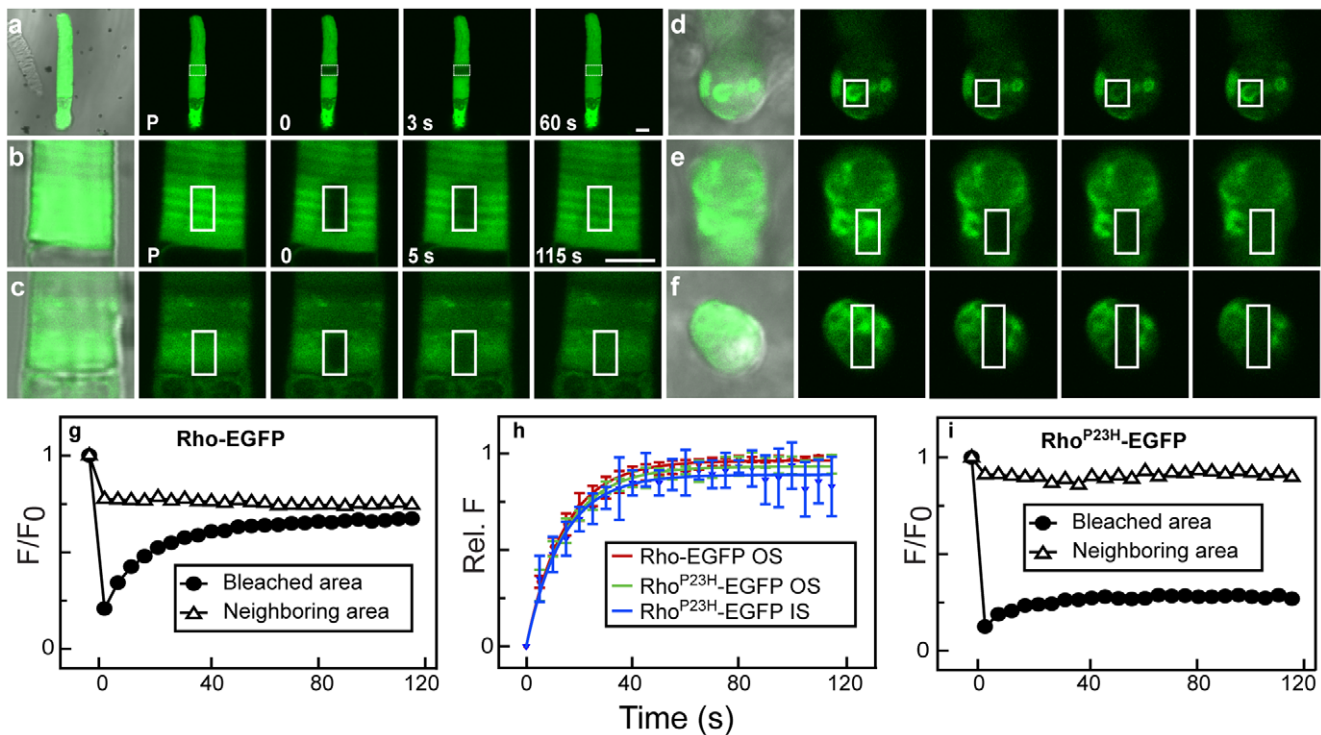 a
P
0
3 s
60 s
d
b
P
0
5 s
115 s
e
c
f
g
Rho-EGFP
1
0
F/F0
Bleached area
Neighboring area
0
40
80
120
h
1
0
Rel. F
Rho-EGFP OS
RhoP23H-EGFP OS
RhoP23H-EGFP IS
0
40
80
120
Time (s)
i
RhoP23H-EGFP
1
0
F/F0
Bleached area
Neighboring area
0
40
80
120